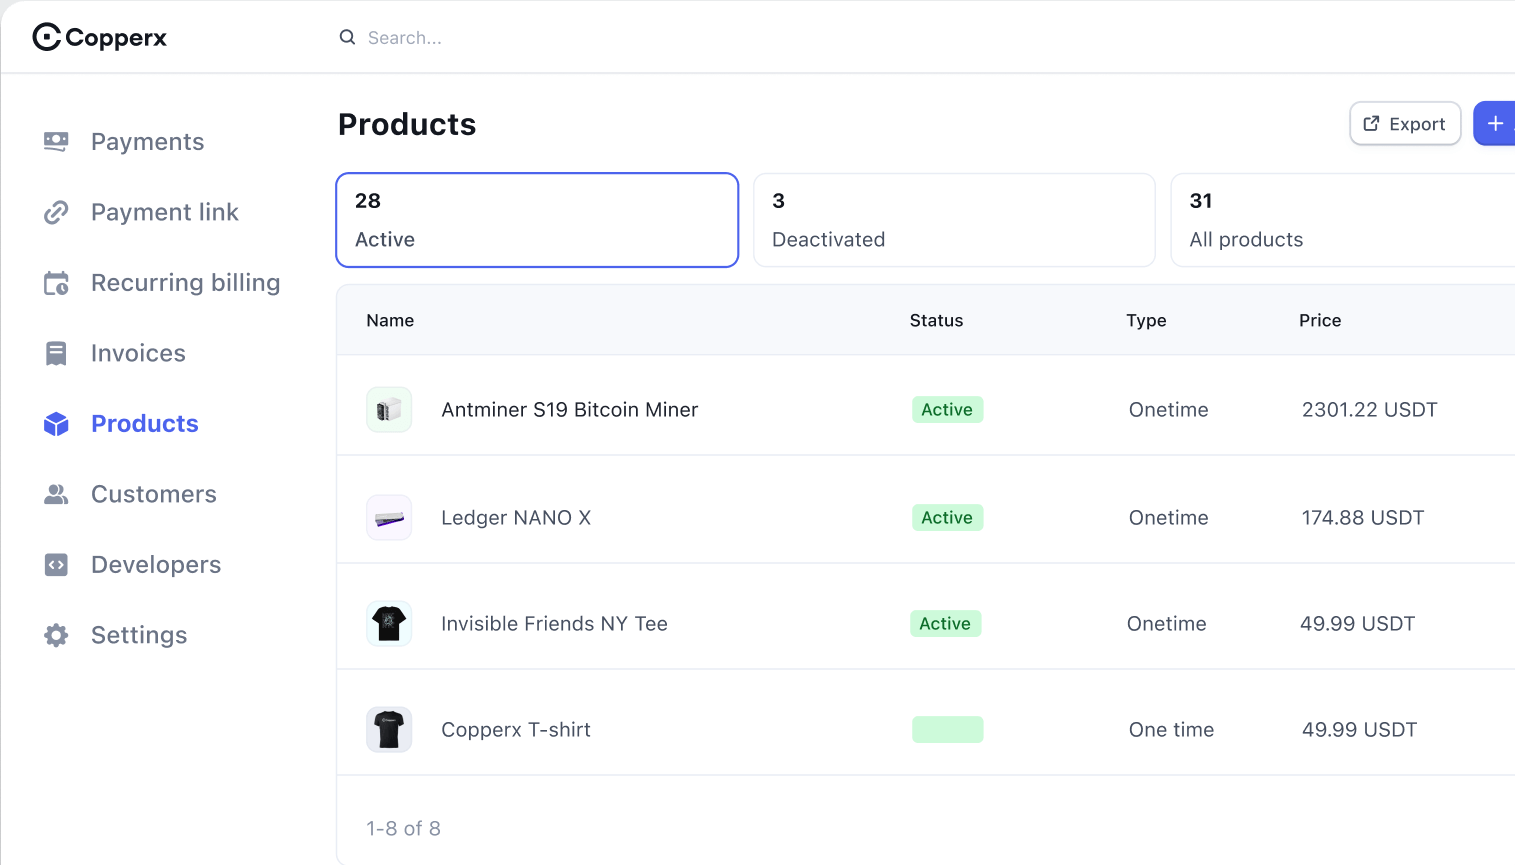 Copperx
Search...
Payments
Payment link
Recurring billing
Invoices
Products
Customers
Developers
Settings
Products
Export
28
Active
3
Deactivated
31
All products
Name Status Type Price
Antminer S19 Bitcoin Miner Active Onetime 2301.22 USDT
Ledger NANO X Active Onetime 174.88 USDT
Invisible Friends NY Tee Active Onetime 49.99 USDT
Copperx T-shirt One time 49.99 USDT
1-8 of 8